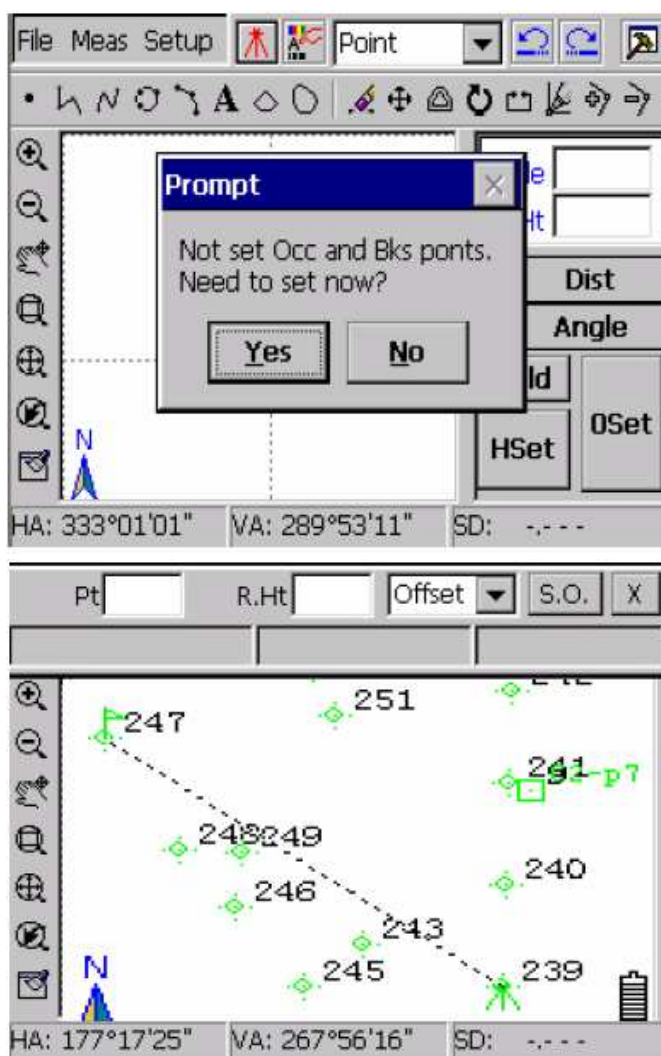 File Meas Setup Point
A
Prompt
Not set Occ and Bks ponts.
Need to set now?
Yes No
Dist
Angle
HSet OSet
N
HA: 333°01'01" VA: 289°53'11" SD: -.---
Pt R.Ht Offset S.O. X
247 251
241
248 249
246 240
243
245 239
N
HA: 177°17'25" VA: 267°56'16" SD: -.---